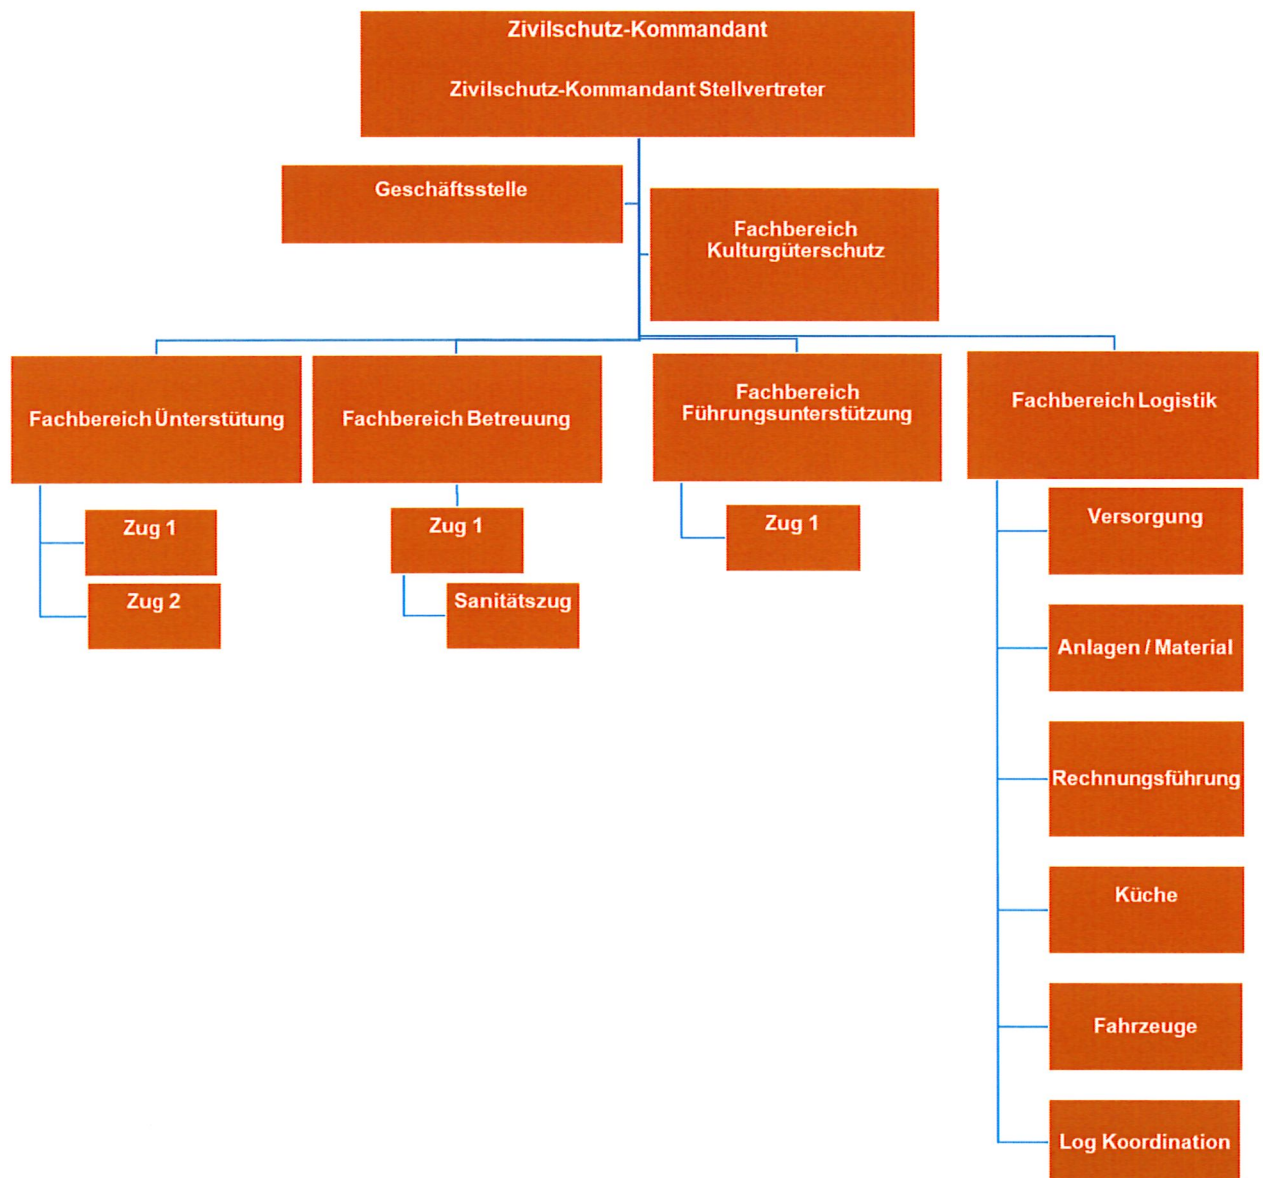 Zivilschutz-Kommandant
Zivilschutz-Kommandant Stellvertreter
Geschäftsstelle
Fachbereich
Kulturgüterschutz
Fachbereich Ünterstütung
Fachbereich Betreuung
Fachbereich
Führungsunterstützung
Fachbereich Logistik
Zug 1
Zug 2
Zug 1
Sanitätszug
Zug 1
Versorgung
Anlagen / Material
Rechnungsführung
Küche
Fahrzeuge
Log Koordination